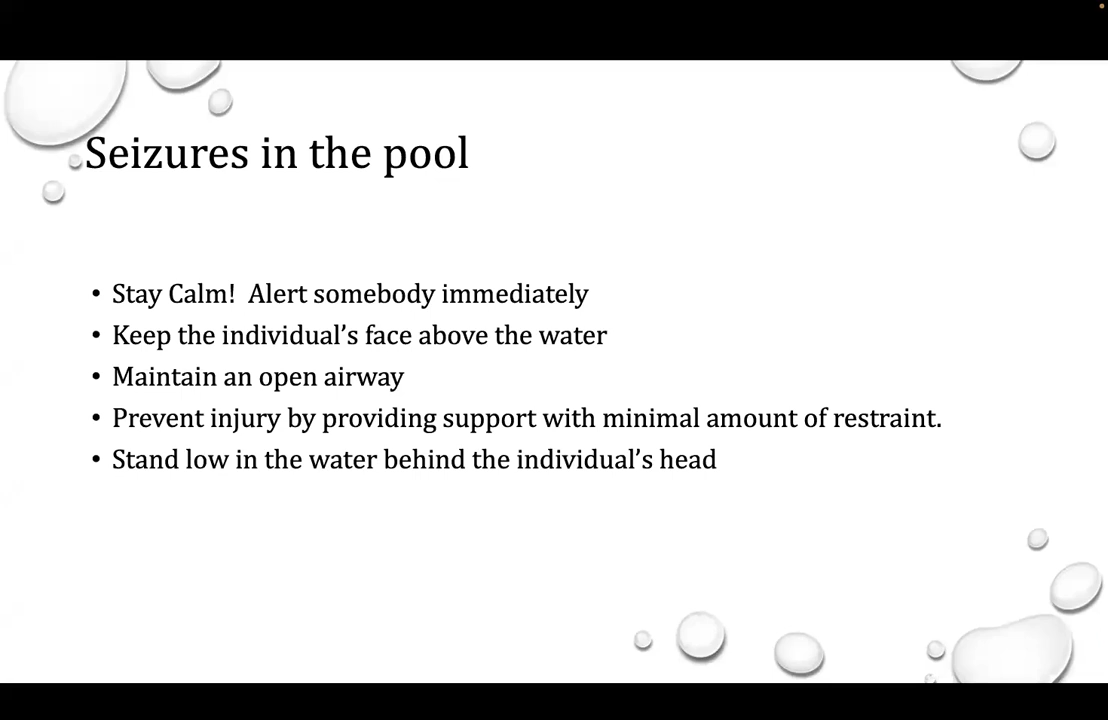 Seizures in the pool
• Stay Calm!  Alert somebody immediately
• Keep the individual’s face above the water
• Maintain an open airway
• Prevent injury by providing support with minimal amount of restraint.
• Stand low in the water behind the individual’s head